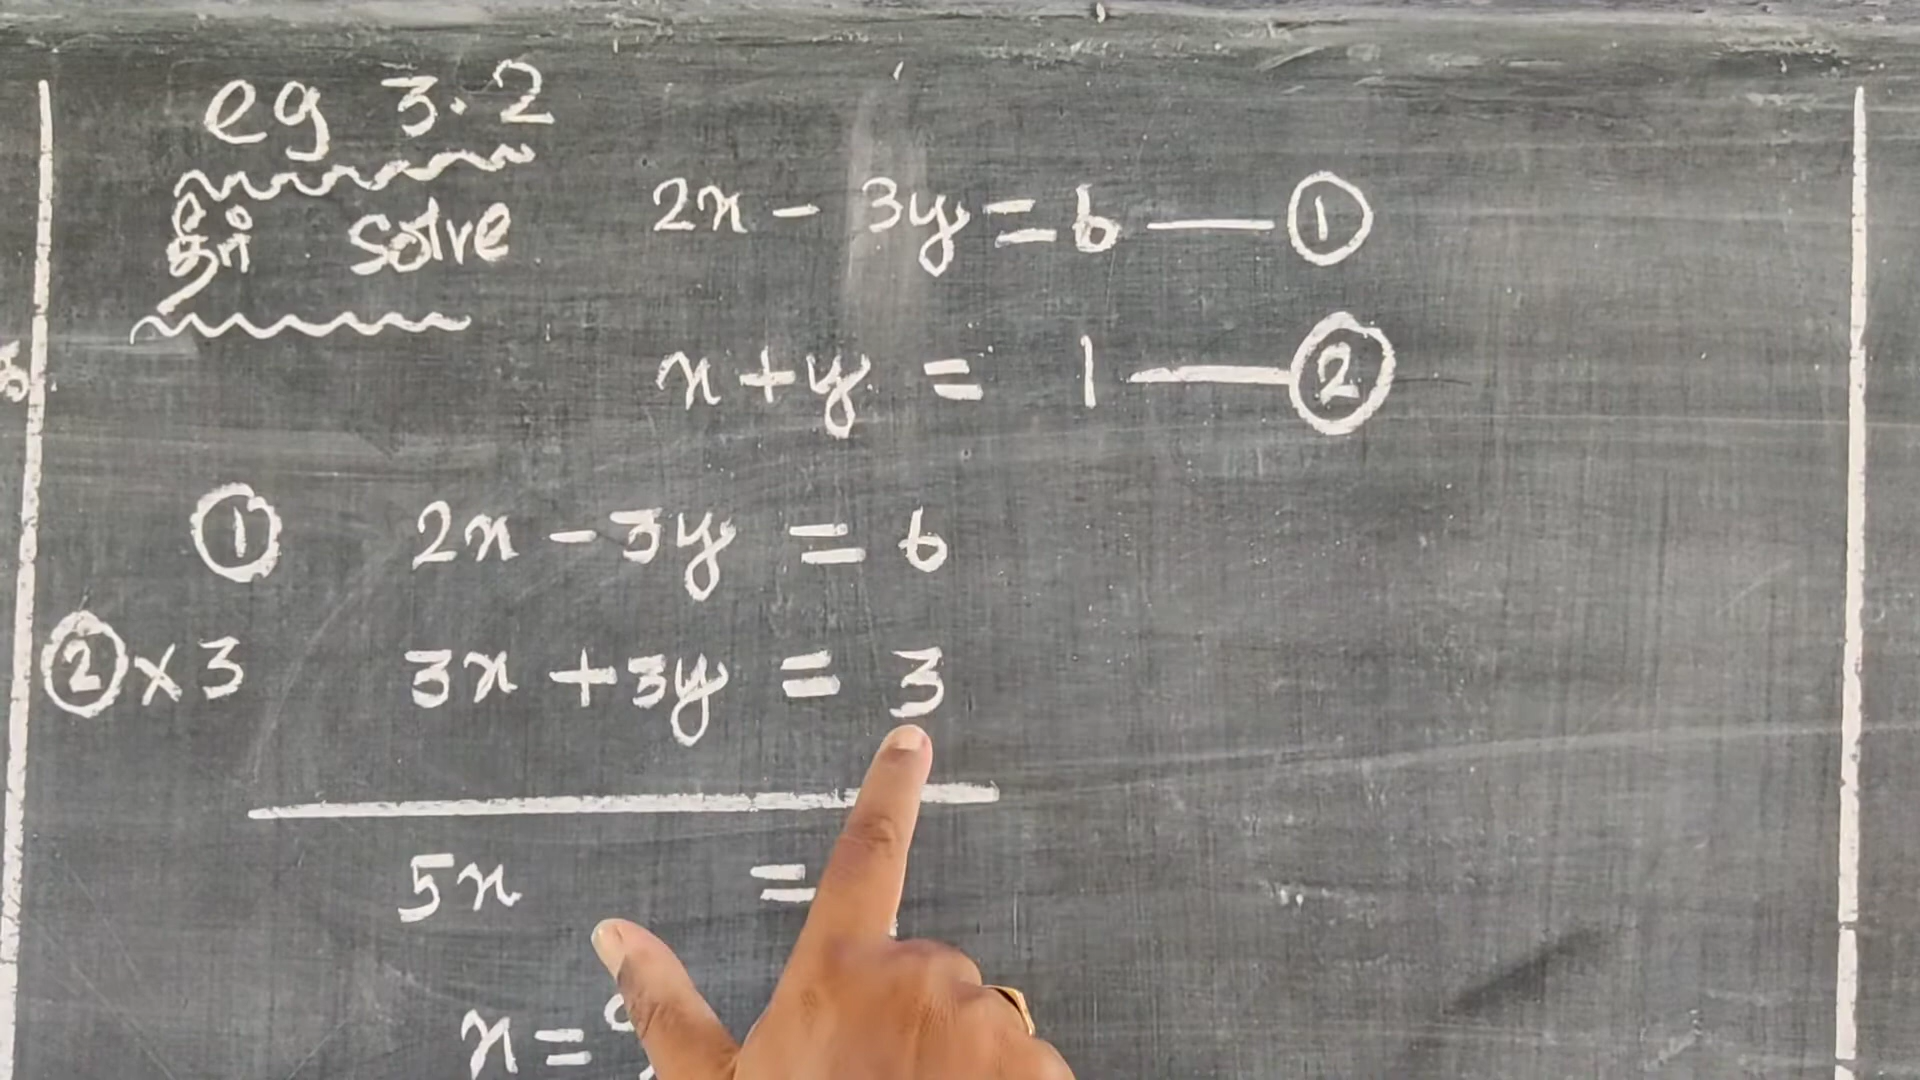 eg 3.2
தீர் solve
2x - 3y = 6 — ①
x + y = 1 — ②
① 2x - 3y = 6
② × 3 3x + 3y = 3
5x =
x =